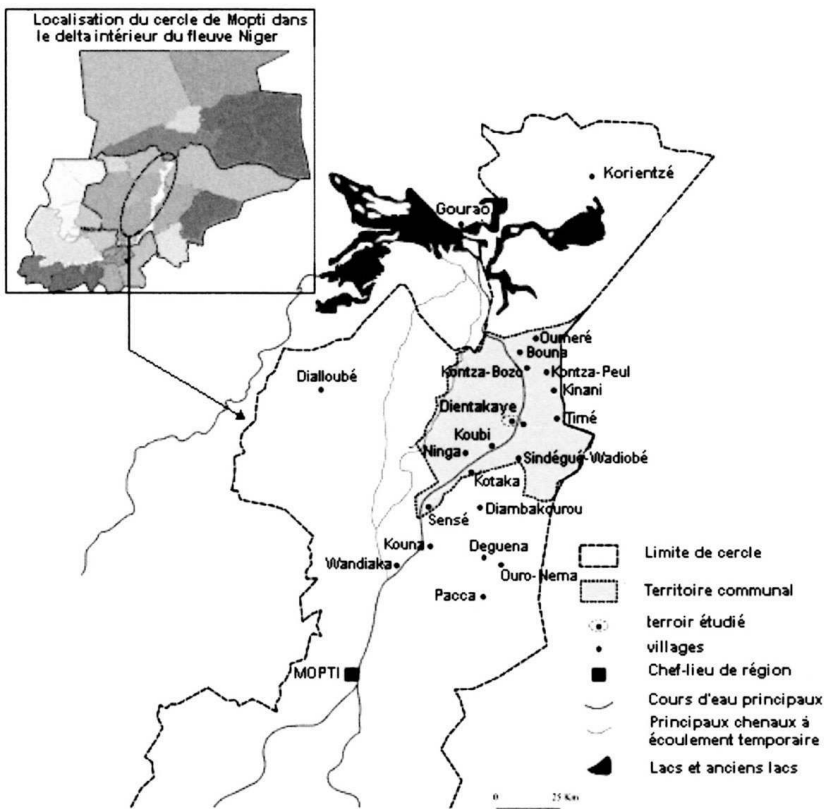 Localisation du cercle de Mopti dans
le delta intérieur du fleuve Niger
Korientzé
Gourao
Oumeré
Bouna
Kontza-Bozo
Kontza-Peul
Dialloubé
Kinani
Dientakaye
Timé
Koubi
Ninga
Sindégué-Wadiobé
Kotaka
Sensé
Diambakourou
Kouna
Deguena
Wandiaka
Ouro-Nema
Pacca
MOPTI
Limite de cercle
Territoire communal
terroir étudié
villages
Chef-lieu de région
Cours d'eau principaux
Principaux chenaux à
écoulement temporaire
Lacs et anciens lacs
0 25 Km